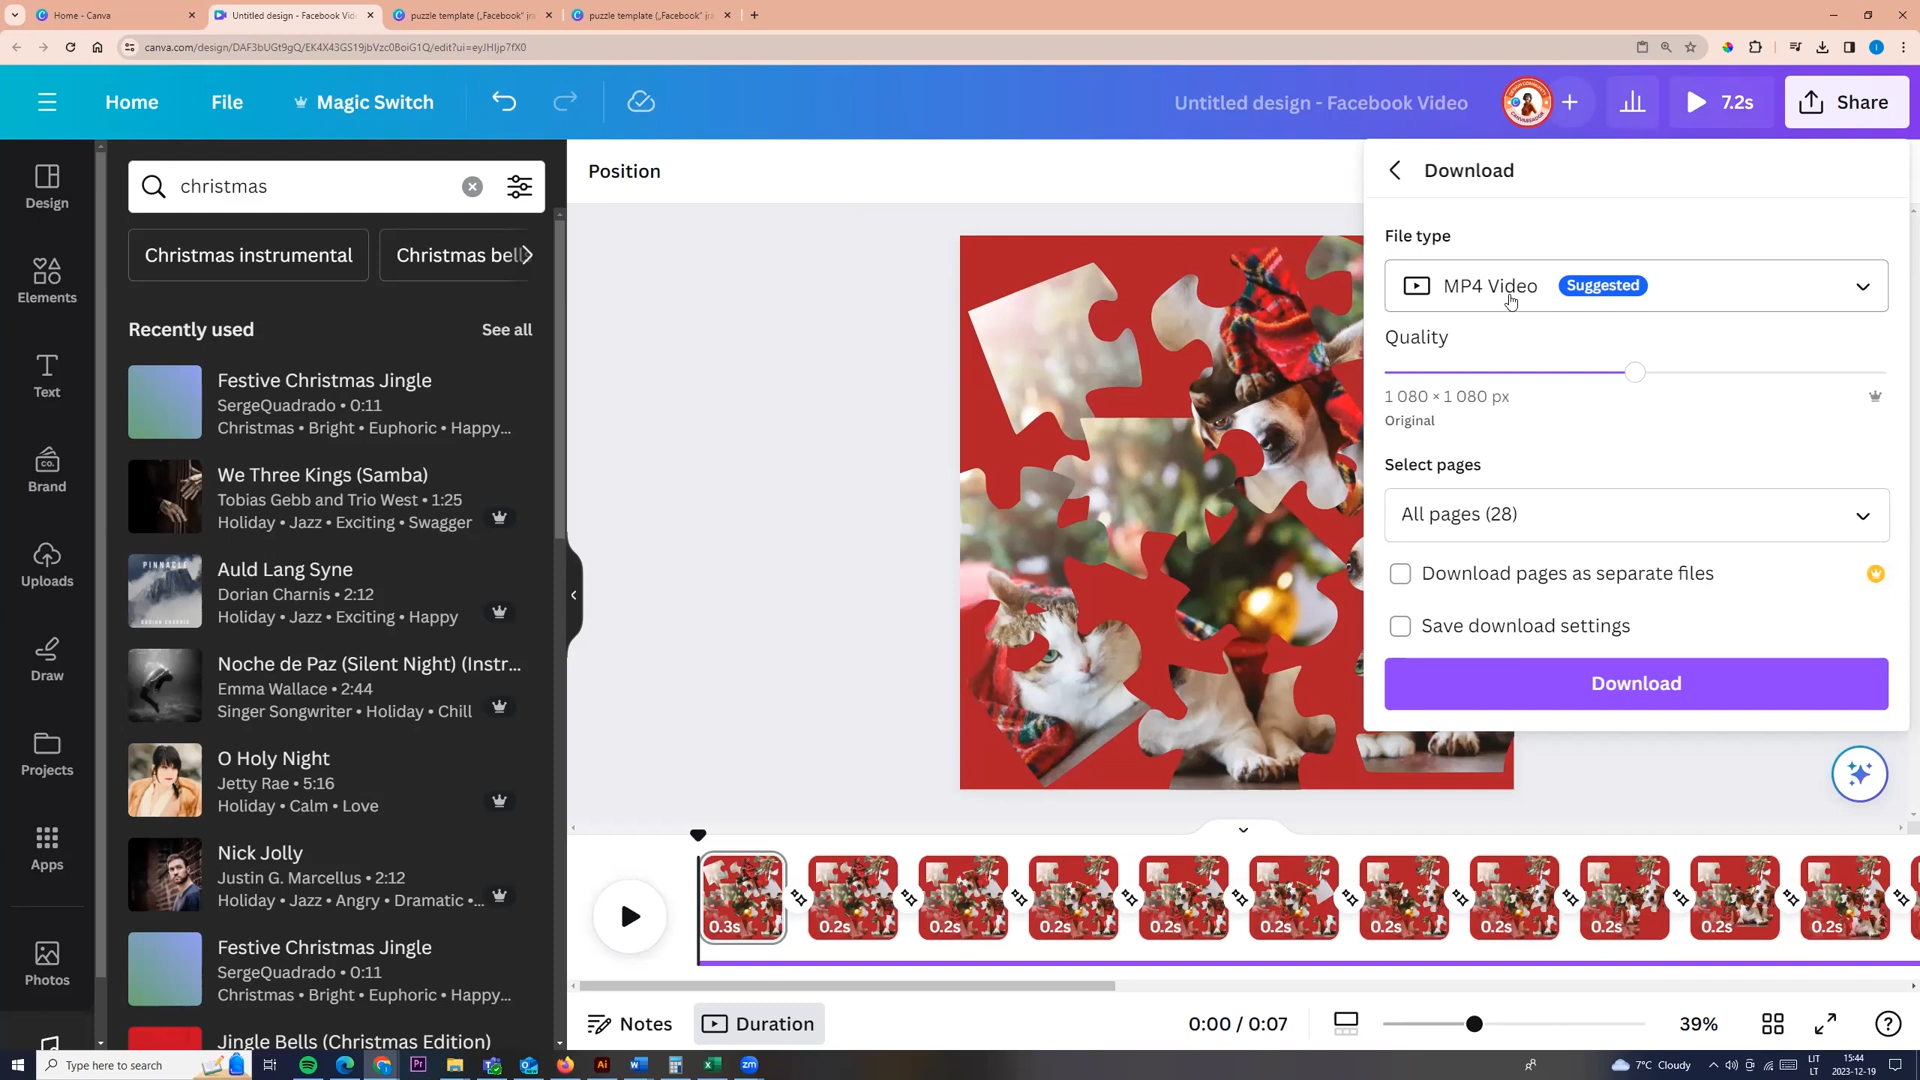 Home - Canva
Untitled design - Facebook Vide
puzzle template („Facebook“ įra
puzzle template („Facebook“ įra
canva.com/design/DAF3bUGt9gQ/EK4X43GS19jbVzc0BoiG1Q/edit?ui=eyJHIjp7fX0
Home
File
Magic Switch
Untitled design - Facebook Video
7.2s
Share
Design
Elements
Text
Brand
Uploads
Draw
Projects
Apps
Photos
christmas
Christmas instrumental
Christmas bell
Recently used
See all
Festive Christmas Jingle
SergeQuadrado • 0:11
Christmas • Bright • Euphoric • Happy...
We Three Kings (Samba)
Tobias Gebb and Trio West • 1:25
Holiday • Jazz • Exciting • Swagger
PINNACLE
Auld Lang Syne
Dorian Charnis • 2:12
Holiday • Jazz • Exciting • Happy
Noche de Paz (Silent Night) (Instr...
Emma Wallace • 2:44
Singer Songwriter • Holiday • Chill
O Holy Night
Jetty Rae • 5:16
Holiday • Calm • Love
Nick Jolly
Justin G. Marcellus • 2:12
Holiday • Jazz • Angry • Dramatic •...
Festive Christmas Jingle
SergeQuadrado • 0:11
Christmas • Bright • Euphoric • Happy...
Jingle Bells (Christmas Edition)
Position
Download
File type
MP4 Video
Suggested
Quality
1 080 × 1 080 px
Original
Select pages
All pages (28)
Download pages as separate files
Save download settings
Download
0.3s
0.2s
0.2s
0.2s
0.2s
0.2s
0.2s
0.2s
0.2s
0.2s
0.2s
Notes
Duration
0:00 / 0:07
39%
Type here to search
7°C Cloudy
LIT
LT
15:44
2023-12-19